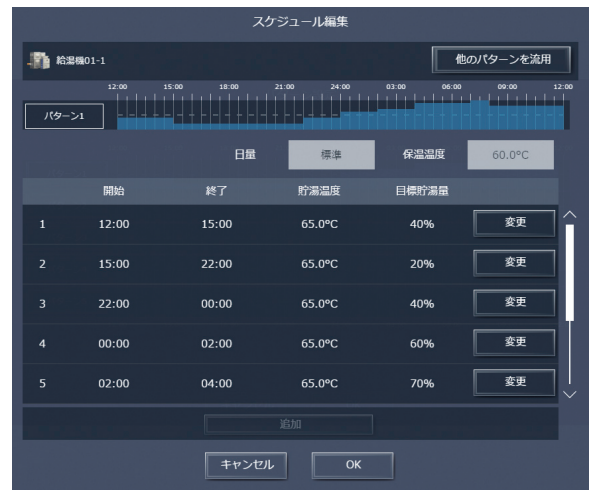 スケジュール編集
給湯機01-1 他のパターンを流用
12:00 15:00 18:00 21:00 24:00 03:00 06:00 09:00 12:00
パターン1
日量 標準 保温温度 60.0°C
開始 終了 貯湯温度 目標貯湯量
1 12:00 15:00 65.0°C 40% 変更
2 15:00 22:00 65.0°C 20% 変更
3 22:00 00:00 65.0°C 40% 変更
4 00:00 02:00 65.0°C 60% 変更
5 02:00 04:00 65.0°C 70% 変更
追加
キャンセル OK